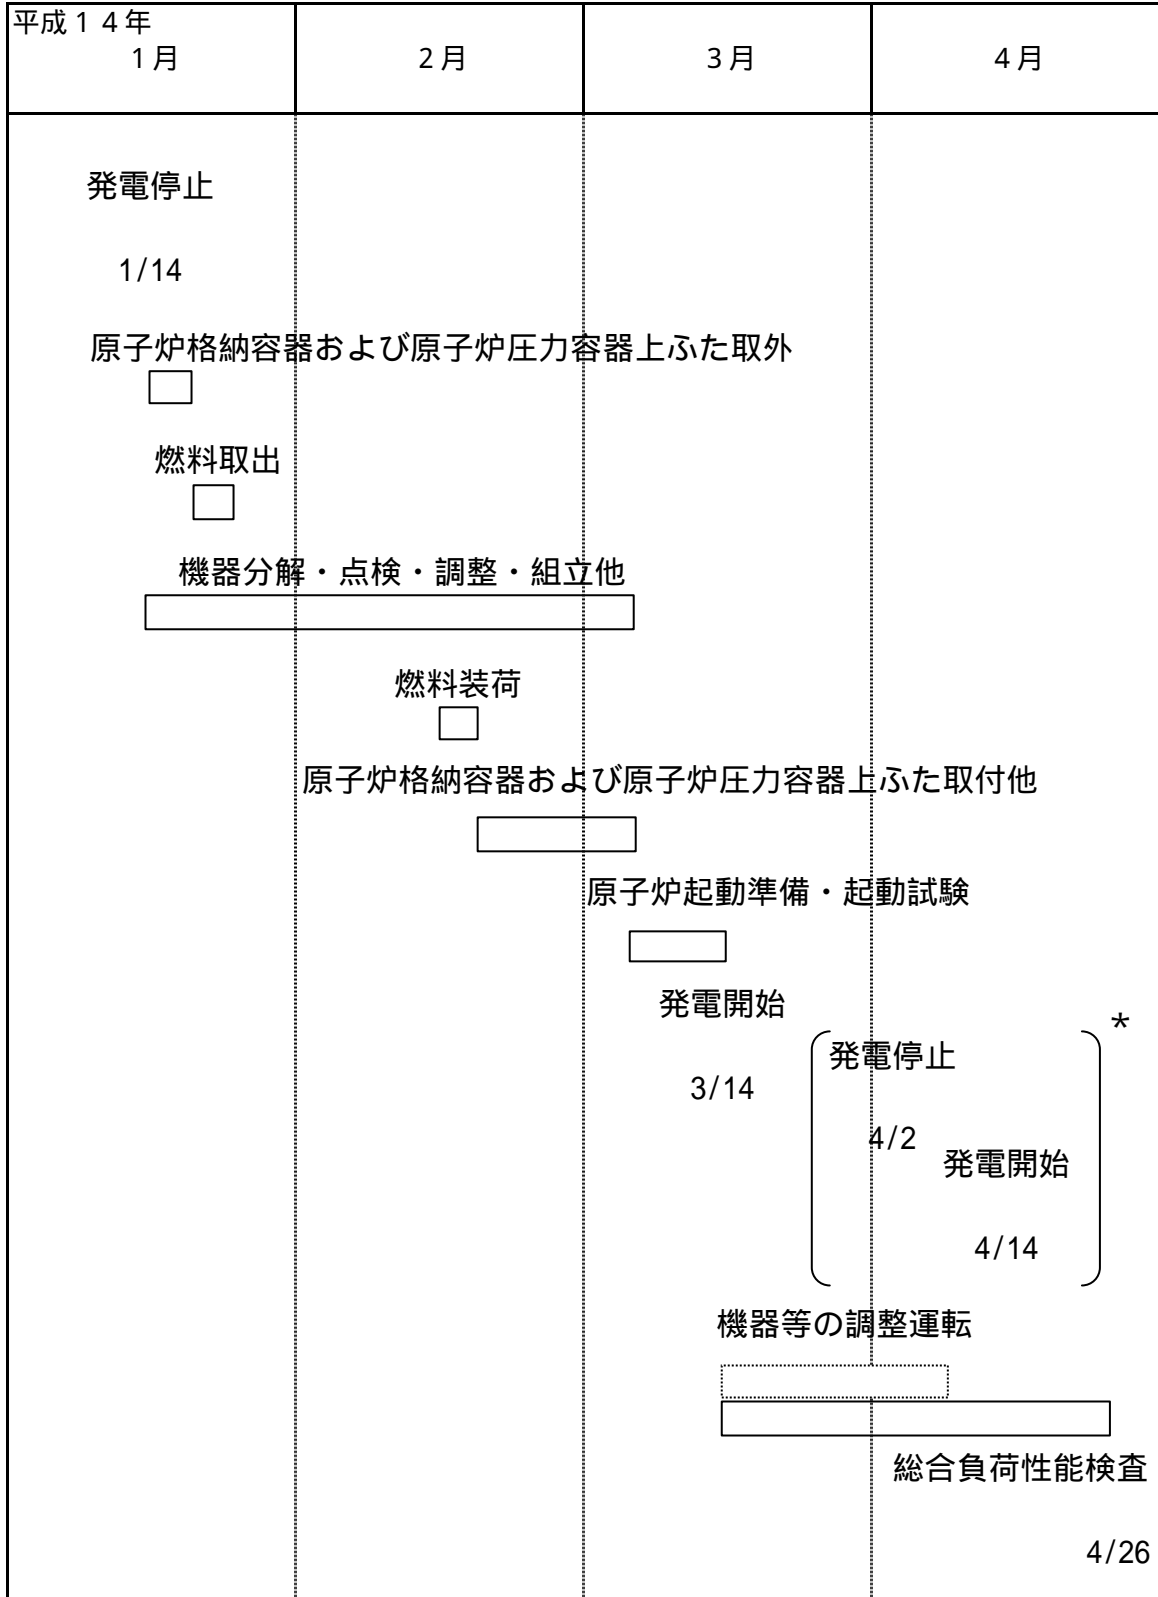 平成１４年
1月
2月
3月
4月
発電停止
1/14
原子炉格納容器および原子炉圧力容器上ふた取外
燃料取出
機器分解・点検・調整・組立他
燃料装荷
原子炉格納容器および原子炉圧力容器上ふた取付他
原子炉起動準備・起動試験
発電開始
3/14
*
発電停止
4/2
発電開始
4/14
機器等の調整運転
総合負荷性能検査
4/26